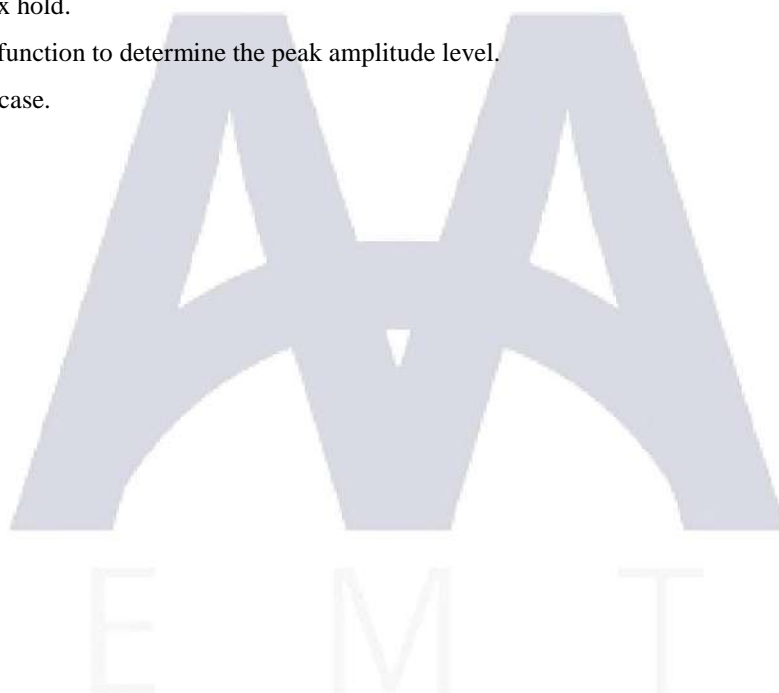 x hold.
function to determine the peak amplitude level.
case.
E M T